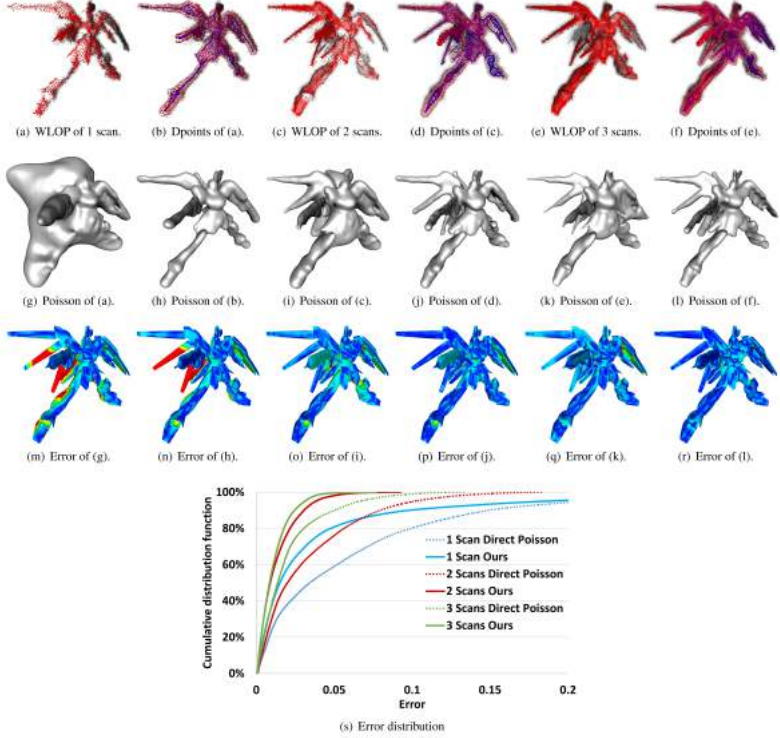 (a) WLOP of 1 scan.
(b) Dpoints of (a).
(c) WLOP of 2 scans.
(d) Dpoints of (c).
(e) WLOP of 3 scans.
(f) Dpoints of (e).
(g) Poisson of (a).
(h) Poisson of (b).
(i) Poisson of (c).
(j) Poisson of (d).
(k) Poisson of (e).
(l) Poisson of (f).
(m) Error of (g).
(n) Error of (h).
(o) Error of (i).
(p) Error of (j).
(q) Error of (k).
(r) Error of (l).
Cumulative distribution function
100%
80%
60%
40%
20%
0%
1 Scan Direct Poisson
1 Scan Ours
2 Scans Direct Poisson
2 Scans Ours
3 Scans Direct Poisson
3 Scans Ours
0
0.05
0.1
0.15
0.2
Error
(s) Error distribution